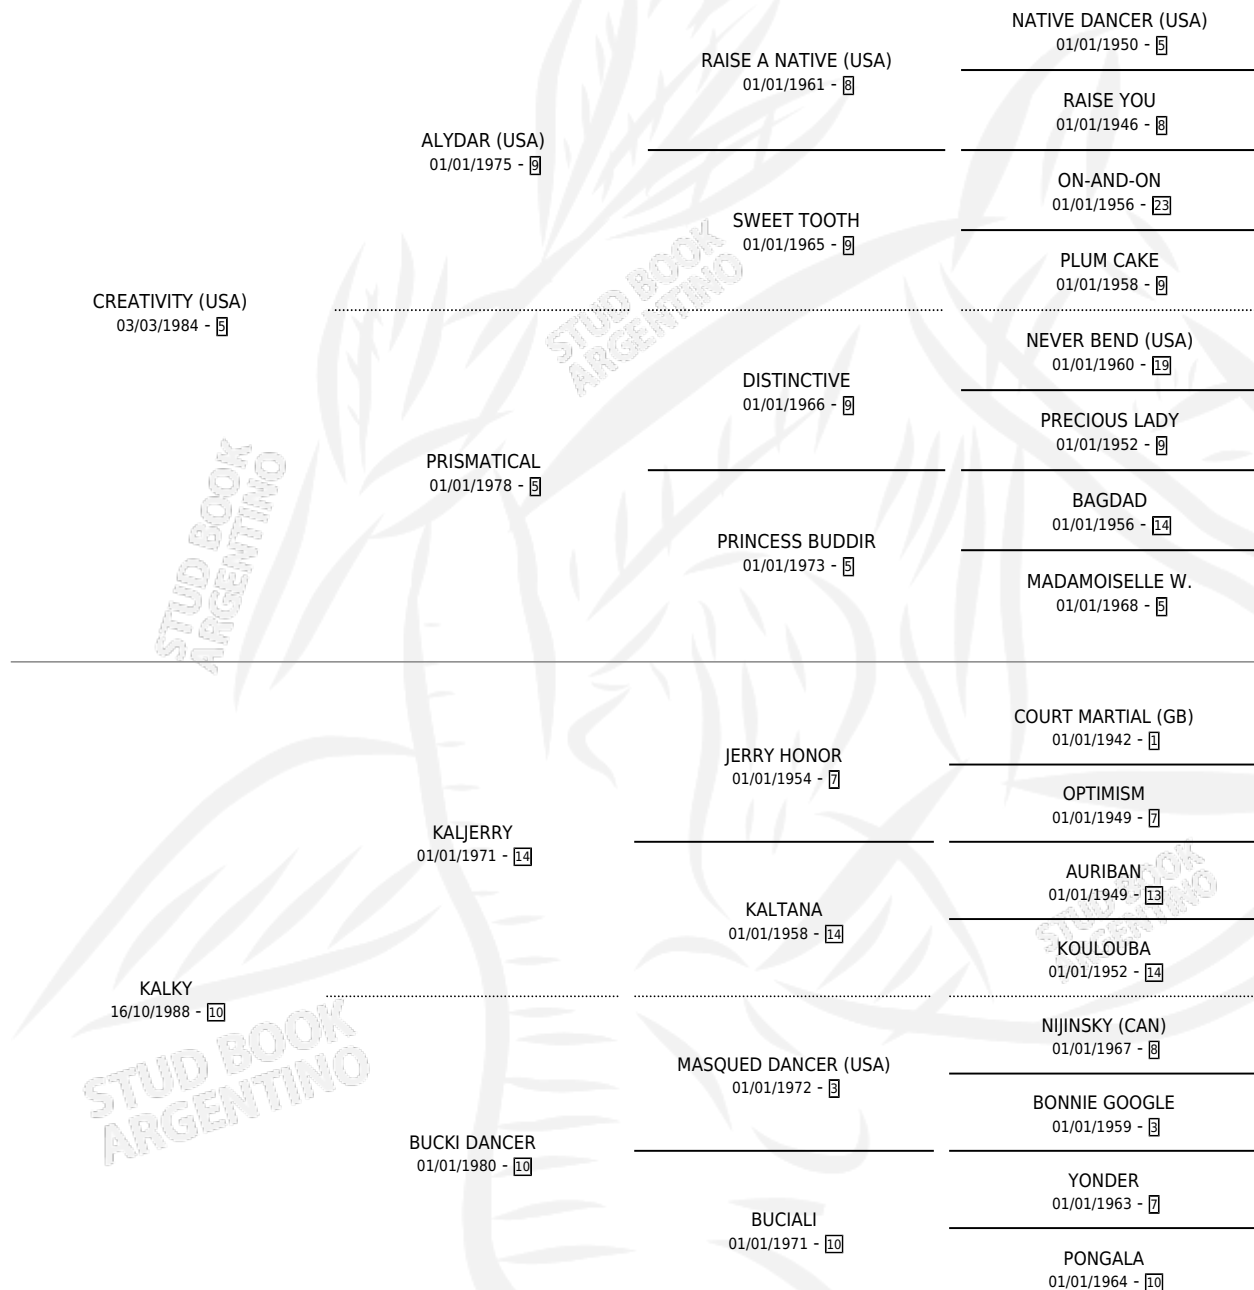 NATIVE DANCER (USA)
01/01/1950 - 5
RAISE A NATIVE (USA)
01/01/1961 - 8
RAISE YOU
01/01/1946 - 8
ALYDAR (USA)
01/01/1975 - 9
ON-AND-ON
01/01/1956 - 23
SWEET TOOTH
01/01/1965 - 9
PLUM CAKE
01/01/1958 - 9
CREATIVITY (USA)
03/03/1984 - 5
NEVER BEND (USA)
01/01/1960 - 19
DISTINCTIVE
01/01/1966 - 9
PRECIOUS LADY
01/01/1952 - 9
PRISMATICAL
01/01/1978 - 5
BAGDAD
01/01/1956 - 14
PRINCESS BUDDIR
01/01/1973 - 5
MADAMOISELLE W.
01/01/1968 - 5
COURT MARTIAL (GB)
01/01/1942 - 1
JERRY HONOR
01/01/1954 - 7
OPTIMISM
01/01/1949 - 7
KALJERRY
01/01/1971 - 14
AURIBAN
01/01/1949 - 13
KALTANA
01/01/1958 - 14
KOULOUBA
01/01/1952 - 14
KALKY
16/10/1988 - 10
NIJINSKY (CAN)
01/01/1967 - 8
MASQUED DANCER (USA)
01/01/1972 - 3
BONNIE GOOGLE
01/01/1959 - 3
BUCKI DANCER
01/01/1980 - 10
YONDER
01/01/1963 - 7
BUCIALI
01/01/1971 - 10
PONGALA
01/01/1964 - 10
STUD BOOK
ARGENTINO
STUD BOOK
ARGENTINO
STUD BOOK
ARGENTINO
STUD BOOK
ARGENTINO